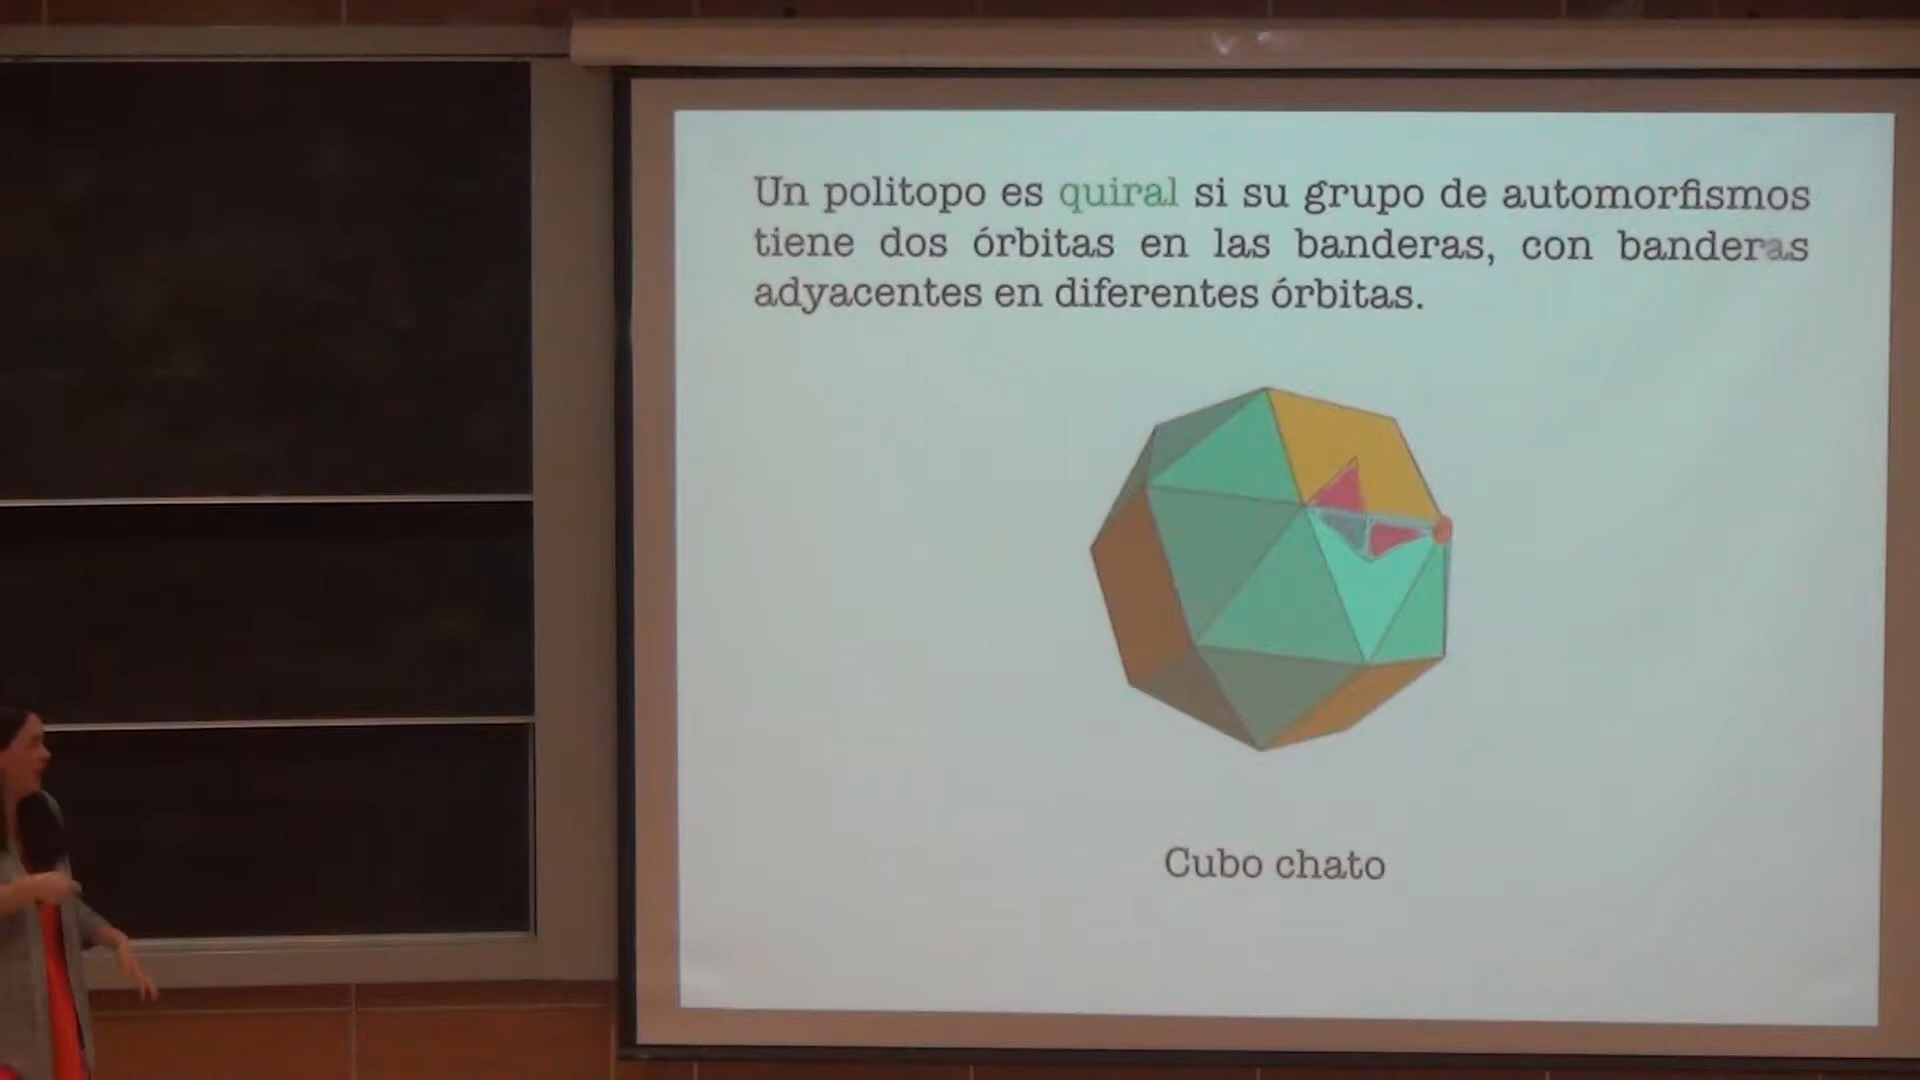 Un politopo es quiral si su grupo de automorfismos
tiene dos órbitas en las banderas, con banderas
adyacentes en diferentes órbitas.
Cubo chato